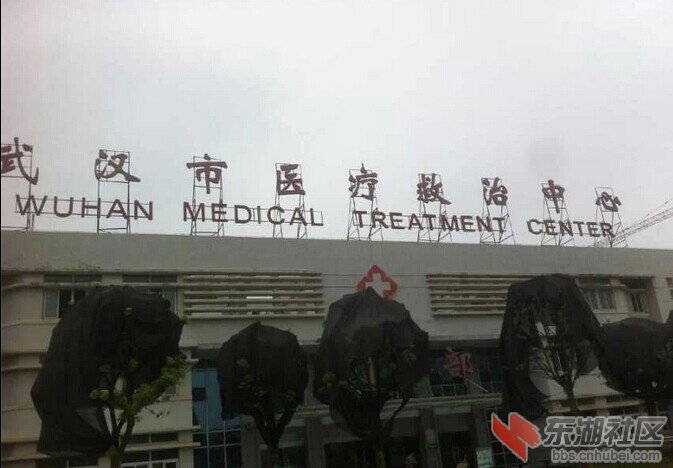 武汉市医疗救治中心
WUHAN MEDICAL TREATMENT CENTER
部
东湖社区
bbs.cnhubei.com